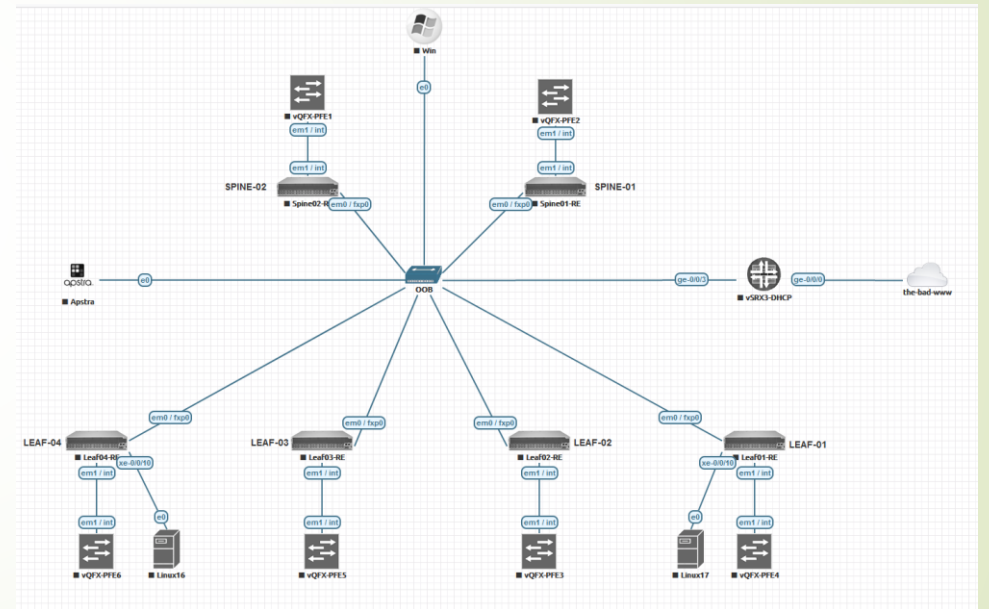 Win
e0
vQFX-PFE1
vQFX-PFE2
em1 / int
em1 / int
em1 / int
em1 / int
SPINE-02
SPINE-01
Spine02-R
em0 / fxp0
em0 / fxp0
Spine01-RE
apstra.
e0
OOB
ge-0/0/3
ge-0/0/0
Apstra
vSRX3-DHCP
the-bad-www
em0 / fxp0
em0 / fxp0
em0 / fxp0
em0 / fxp0
LEAF-04
LEAF-03
LEAF-02
LEAF-01
Leaf04-RE
Leaf03-RE
Leaf02-RE
Leaf01-RE
xe-0/0/10
xe-0/0/10
em1 / int
em1 / int
em1 / int
em1 / int
e0
e0
em1 / int
em1 / int
em1 / int
em1 / int
vQFX-PFE6
Linux16
vQFX-PFE5
vQFX-PFE3
Linux17
vQFX-PFE4